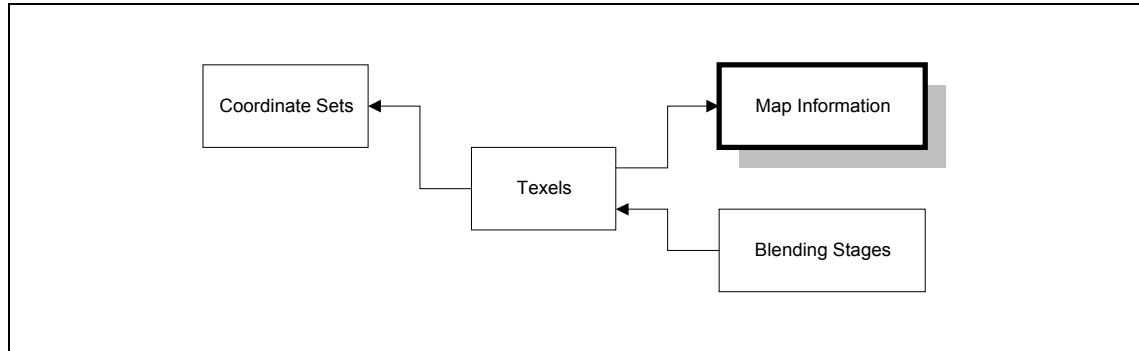 Coordinate Sets
Map Information
Texels
Blending Stages